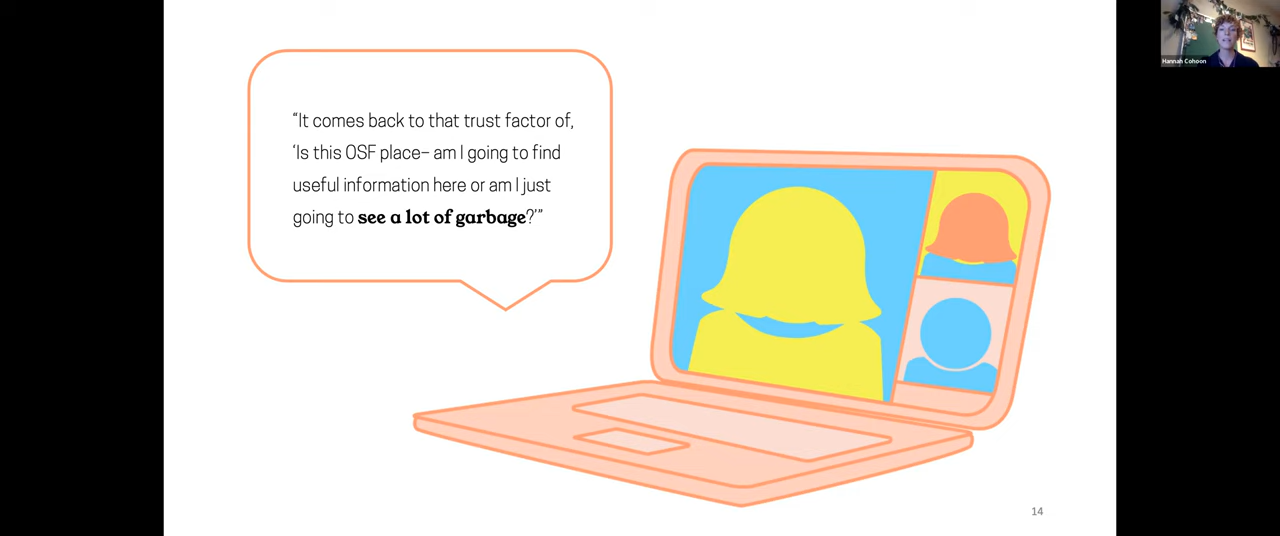 “It comes back to that trust factor of,
‘Is this OSF place– am I going to find
useful information here or am I just
going to see a lot of garbage?’”
Hannah Cohoon
14